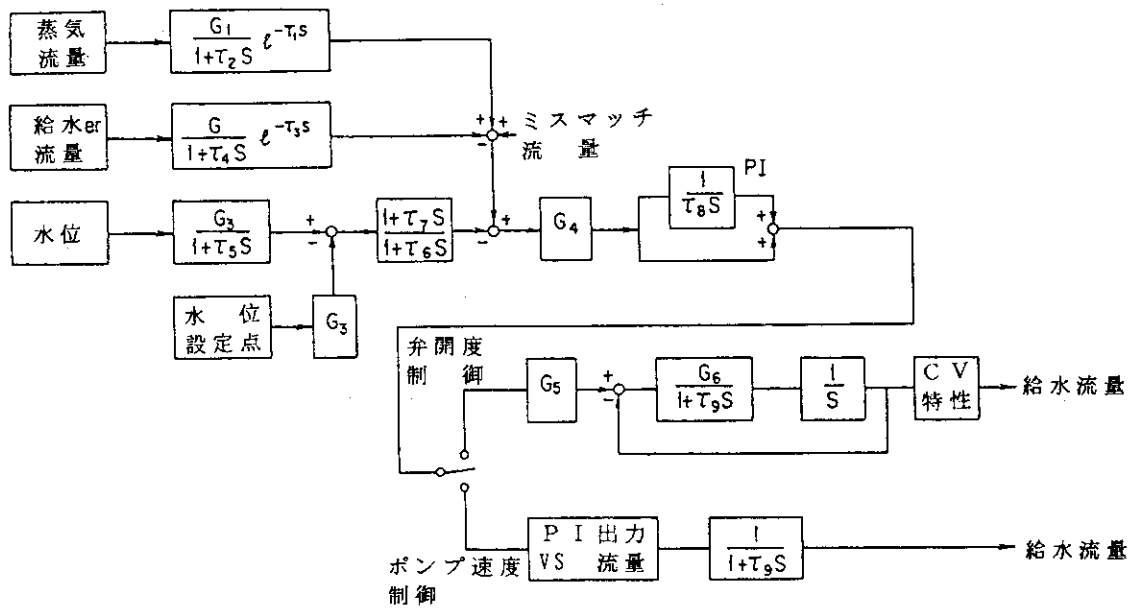 蒸気
流量
G₁
1+τ₂S
ℓ^-τ₁S
給水er
流量
G
1+τ₄S
ℓ^-τ₃S
+
+
-
ミスマッチ
流量
水位
G₃
1+τ₅S
+
-
1+τ₇S
1+τ₆S
-
+
G₄
1
τ₈S
PI
+
+
水位
設定点
G₃
弁開度
制御
G₅
+
-
G₆
1+τ₉S
1
S
CV
特性
給水流量
ポンプ速度
制御
PI出力
VS 流量
1
1+τ₉S
給水流量